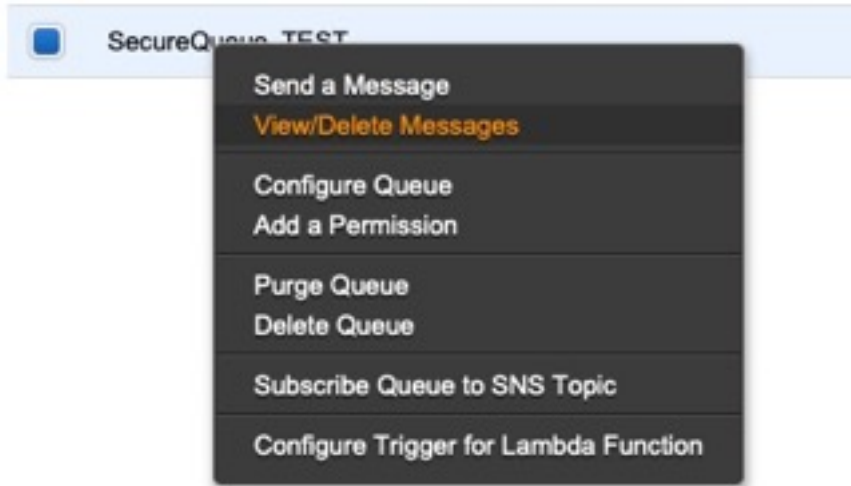 SecureQueue_TEST
Send a Message
View/Delete Messages
Configure Queue
Add a Permission
Purge Queue
Delete Queue
Subscribe Queue to SNS Topic
Configure Trigger for Lambda Function